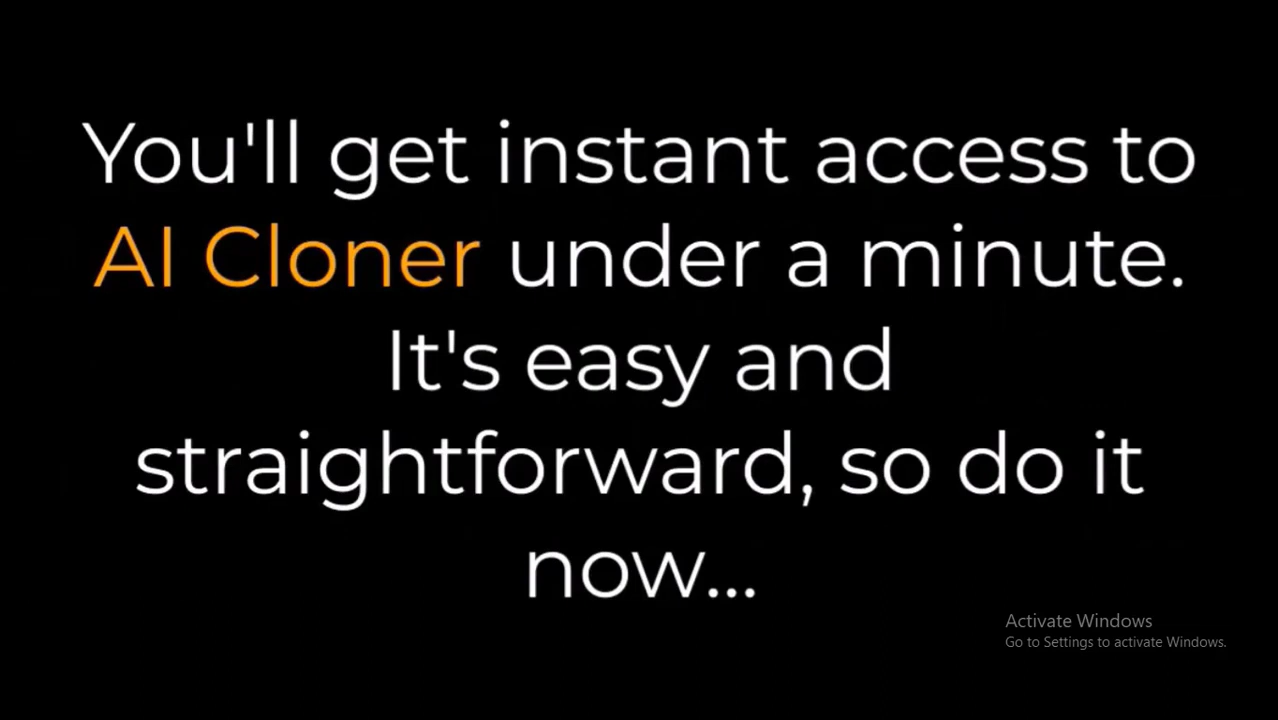 You'll get instant access to
AI Cloner under a minute.
It's easy and
straightforward, so do it
now...
Activate Windows
Go to Settings to activate Windows.